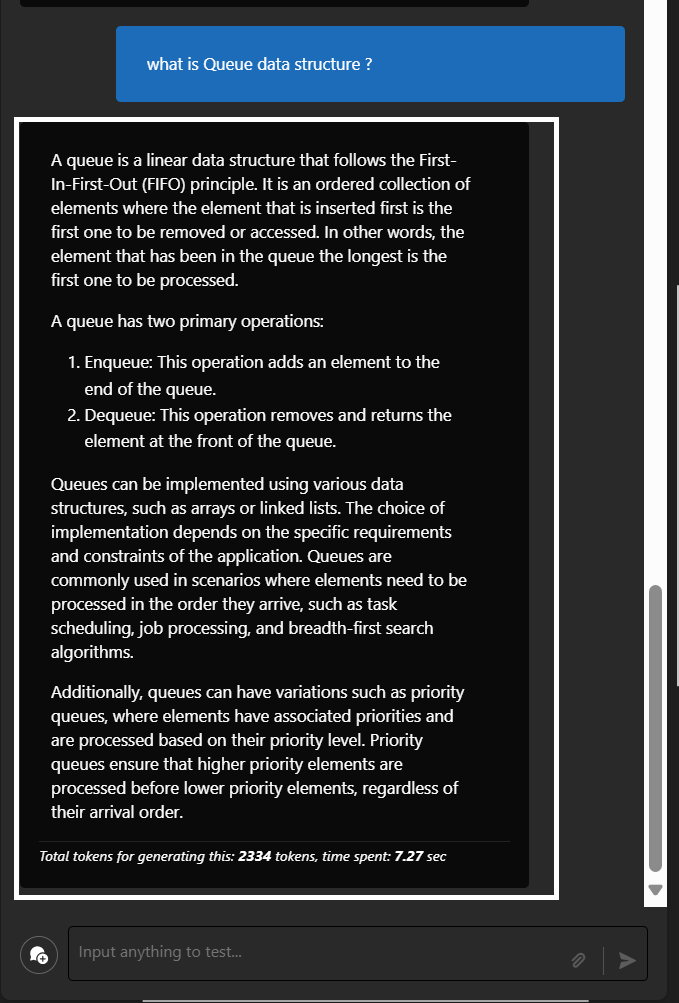 what is Queue data structure ?
A queue is a linear data structure that follows the First-
In-First-Out (FIFO) principle. It is an ordered collection of
elements where the element that is inserted first is the
first one to be removed or accessed. In other words, the
element that has been in the queue the longest is the
first one to be processed.
A queue has two primary operations:
1. Enqueue: This operation adds an element to the
end of the queue.
2. Dequeue: This operation removes and returns the
element at the front of the queue.
Queues can be implemented using various data
structures, such as arrays or linked lists. The choice of
implementation depends on the specific requirements
and constraints of the application. Queues are
commonly used in scenarios where elements need to be
processed in the order they arrive, such as task
scheduling, job processing, and breadth-first search
algorithms.
Additionally, queues can have variations such as priority
queues, where elements have associated priorities and
are processed based on their priority level. Priority
queues ensure that higher priority elements are
processed before lower priority elements, regardless of
their arrival order.
Total tokens for generating this: 2334 tokens, time spent: 7.27 sec
Input anything to test...